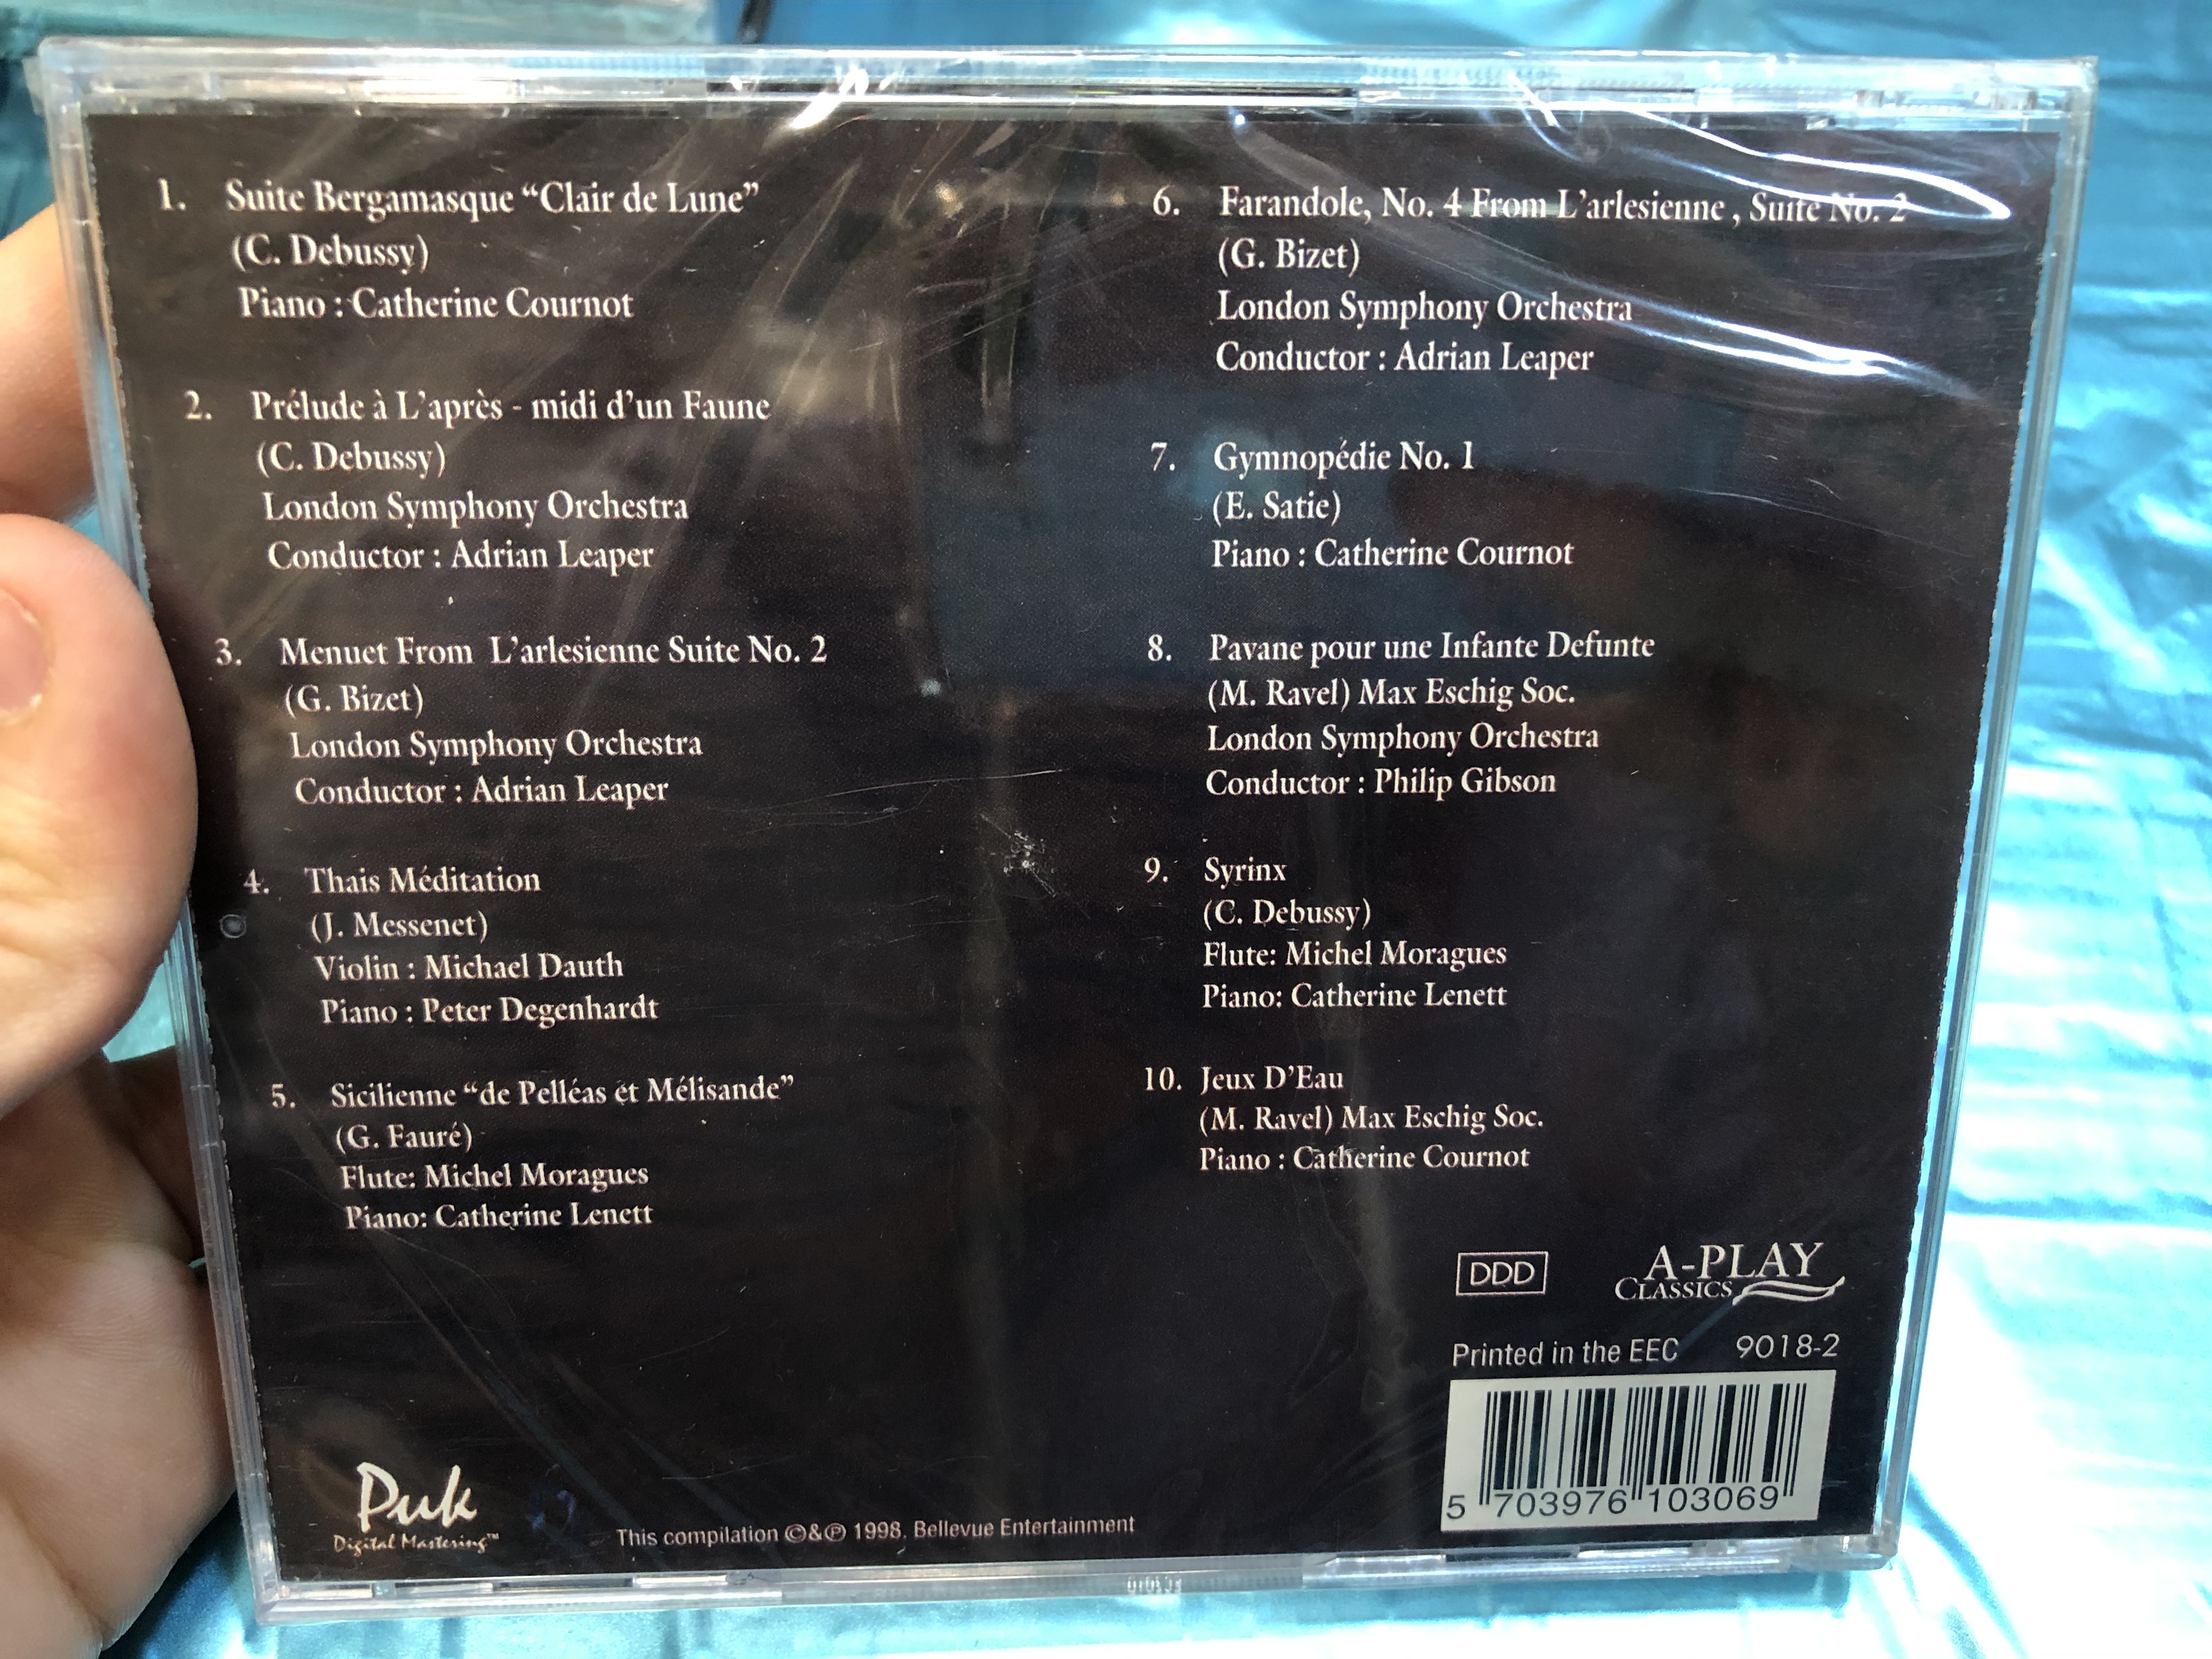 1. Suite Bergamasque “Clair de Lune”
(C. Debussy)
Piano : Catherine Cournot
2. Prélude à L’après - midi d’un Faune
(C. Debussy)
London Symphony Orchestra
Conductor : Adrian Leaper
3. Menuet From L’arlesienne Suite No. 2
(G. Bizet)
London Symphony Orchestra
Conductor : Adrian Leaper
4. Thais Méditation
(J. Messenet)
Violin : Michael Dauth
Piano : Peter Degenhardt
5. Sicilienne “de Pelléas et Mélisande”
(G. Fauré)
Flute: Michel Moragues
Piano: Catherine Lenett
6. Farandole, No. 4 From L’arlesienne , Suite No. 2
(G. Bizet)
London Symphony Orchestra
Conductor : Adrian Leaper
7. Gymnopédie No. 1
(E. Satie)
Piano : Catherine Cournot
8. Pavane pour une Infante Defunte
(M. Ravel) Max Eschig Soc.
London Symphony Orchestra
Conductor : Philip Gibson
9. Syrinx
(C. Debussy)
Flute: Michel Moragues
Piano: Catherine Lenett
10. Jeux D’Eau
(M. Ravel) Max Eschig Soc.
Piano : Catherine Cournot
DDD
A-PLAY
CLASSICS
Printed in the EEC 9018-2
5 703976 103069
Puk
Digital Mastering™
This compilation ©&℗ 1998. Bellevue Entertainment